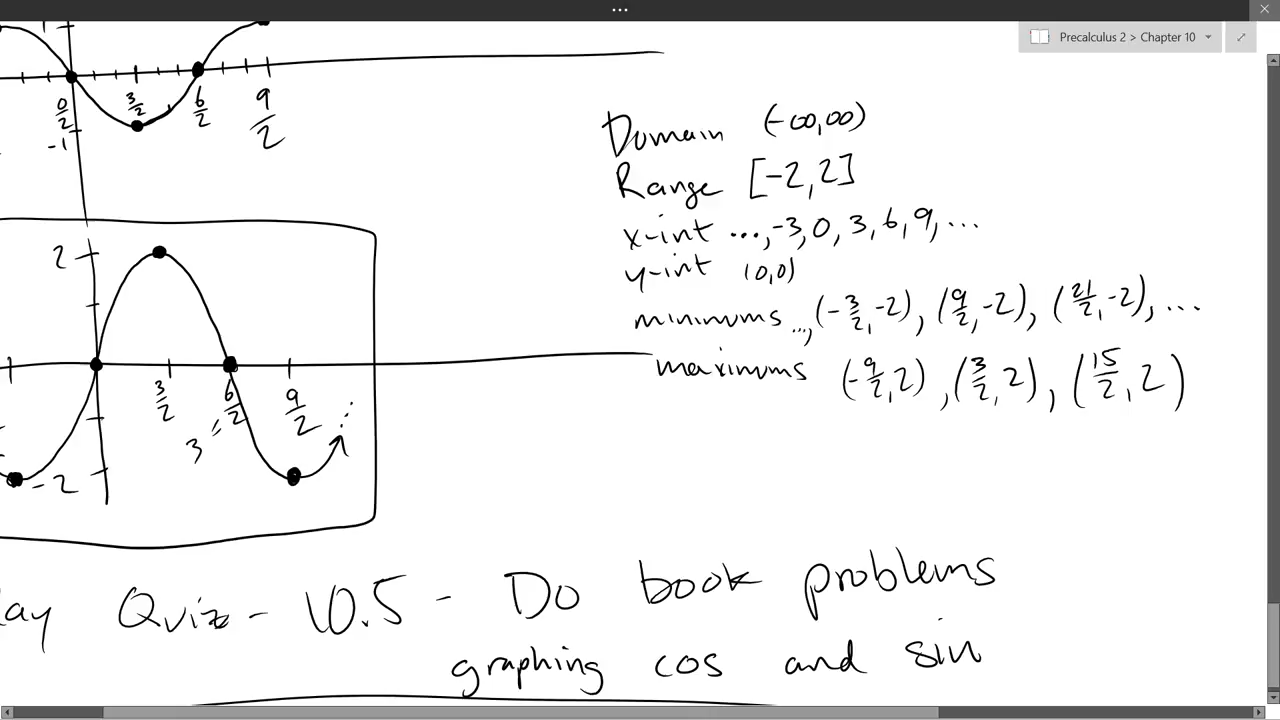 Precalculus 2 > Chapter 10
0/2 3/2 6/2 9/2
-1
Domain (-∞,∞)
Range [-2,2]
x-int ...,-3,0,3,6,9,...
y-int (0,0)
minimums ...,(-3/2,-2), (9/2,-2), (21/2,-2), ...
maximums (-9/2,2), (3/2,2), (15/2,2)
2
3/2 6/2 9/2
3 =
-2
Quiz - 10.5 - Do book problems
graphing cos and sin